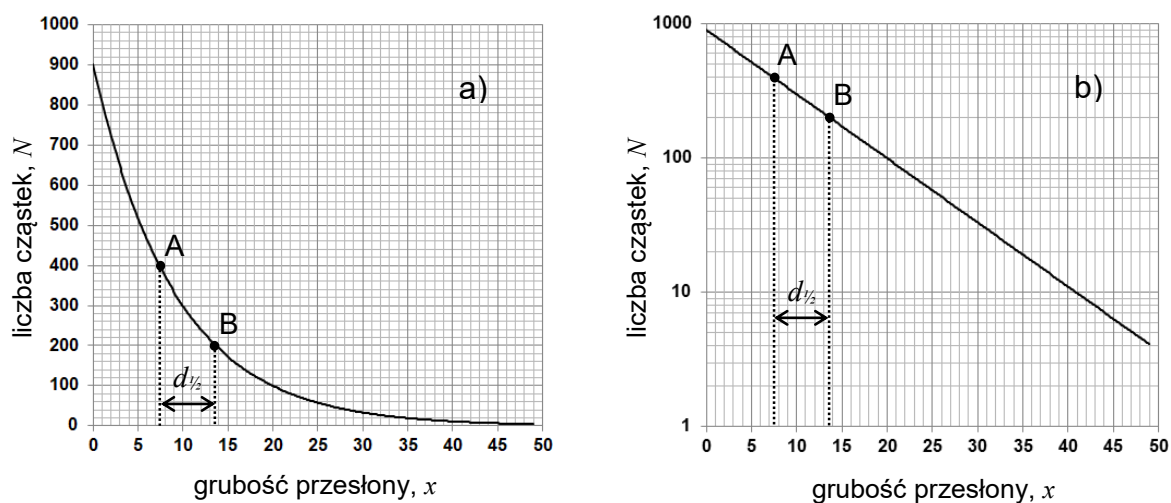 1000
900
800
700
600
500
400
300
200
100
0
liczba cząstek, N
a)
A
B
d½
0 5 10 15 20 25 30 35 40 45 50
grubość przesłony, x
1000
100
10
1
liczba cząstek, N
b)
A
B
d½
0 5 10 15 20 25 30 35 40 45 50
grubość przesłony, x